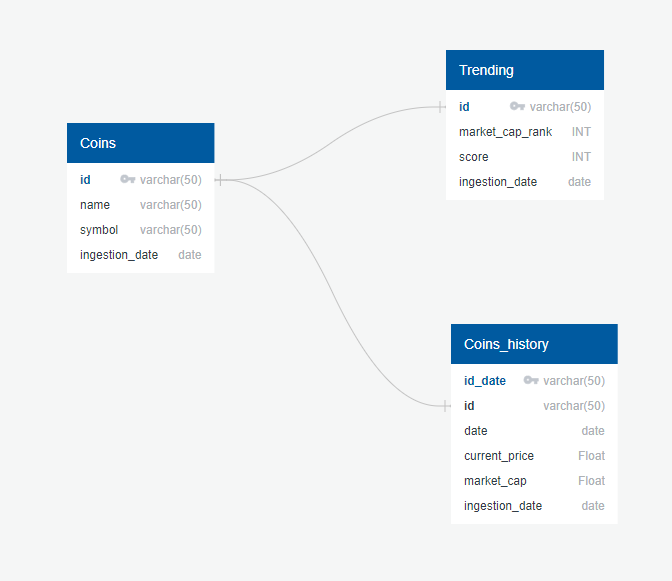 Coins
id varchar(50)
name varchar(50)
symbol varchar(50)
ingestion_date date
Trending
id varchar(50)
market_cap_rank INT
score INT
ingestion_date date
Coins_history
id_date varchar(50)
id varchar(50)
date date
current_price Float
market_cap Float
ingestion_date date